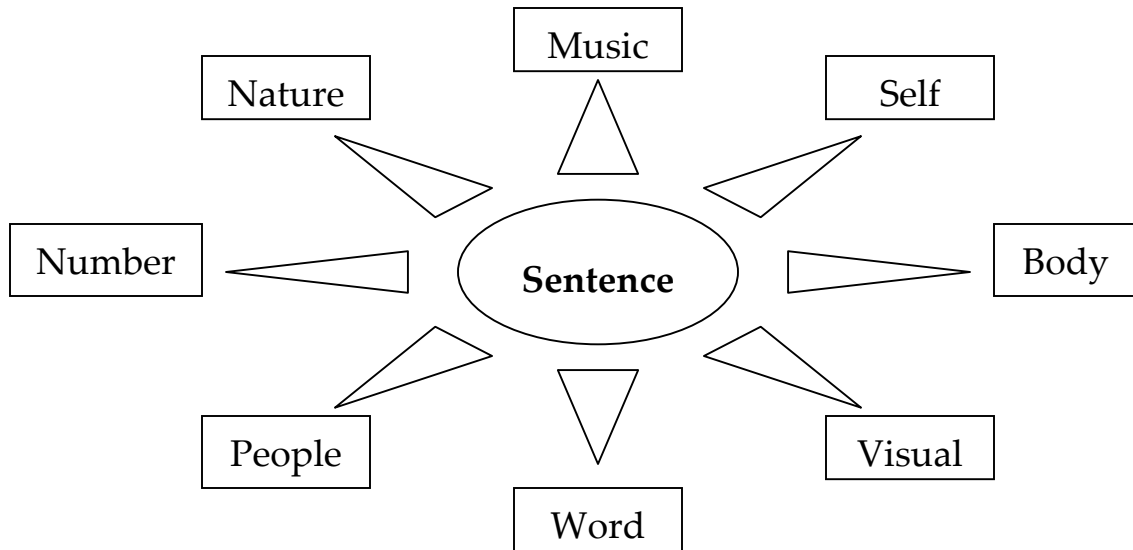 Music
Nature
Self
Number
Sentence
Body
People
Visual
Word